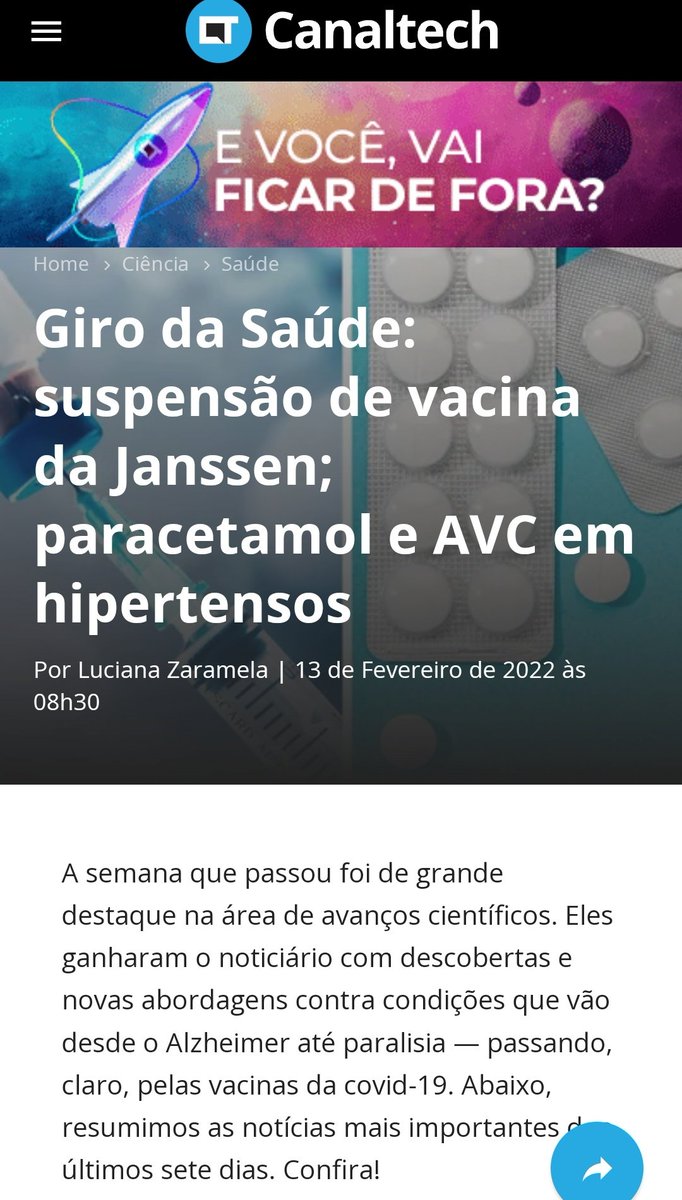 Canaltech
E VOCÊ, VAI
FICAR DE FORA?
Home > Ciência > Saúde
Giro da Saúde:
suspensão de vacina
da Janssen;
paracetamol e AVC em
hipertensos
Por Luciana Zaramela | 13 de Fevereiro de 2022 às
08h30
A semana que passou foi de grande
destaque na área de avanços científicos. Eles
ganharam o noticiário com descobertas e
novas abordagens contra condições que vão
desde o Alzheimer até paralisia — passando,
claro, pelas vacinas da covid-19. Abaixo,
resumimos as notícias mais importantes
últimos sete dias. Confira!